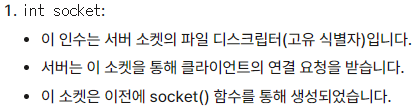 1. int socket:
• 이 인수는 서버 소켓의 파일 디스크립터(고유 식별자)입니다.
• 서버는 이 소켓을 통해 클라이언트의 연결 요청을 받습니다.
• 이 소켓은 이전에 socket() 함수를 통해 생성되었습니다.